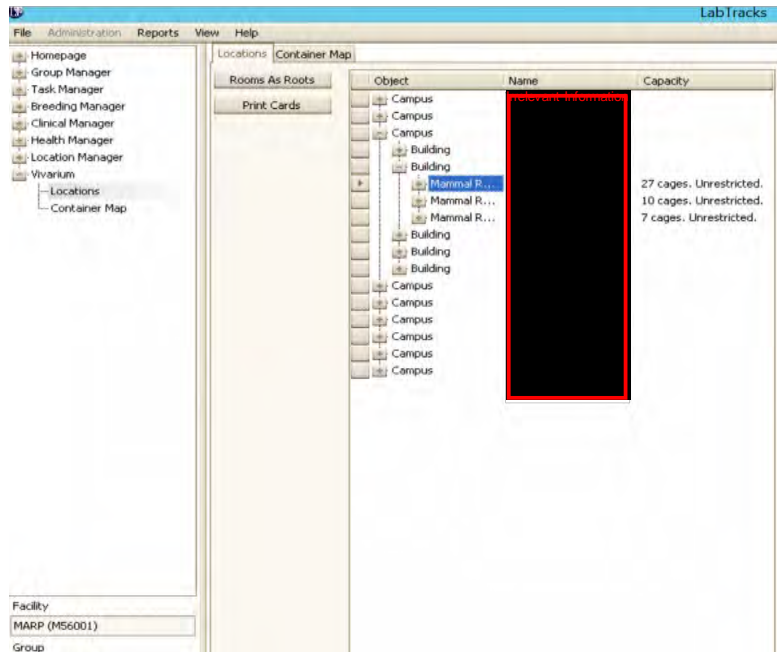 LabTracks
File Administration Reports View Help
Homepage
Group Manager
Task Manager
Breeding Manager
Clinical Manager
Health Manager
Location Manager
Vivarium
Locations
Container Map
Facility
MARP (M56001)
Group
Locations Container Map
Rooms As Roots
Print Cards
Object Name Capacity
Campus relevant information
Campus
Campus
Building
Building
Mammal R... 27 cages. Unrestricted.
Mammal R... 10 cages. Unrestricted.
Mammal R... 7 cages. Unrestricted.
Building
Building
Building
Campus
Campus
Campus
Campus
Campus
Campus